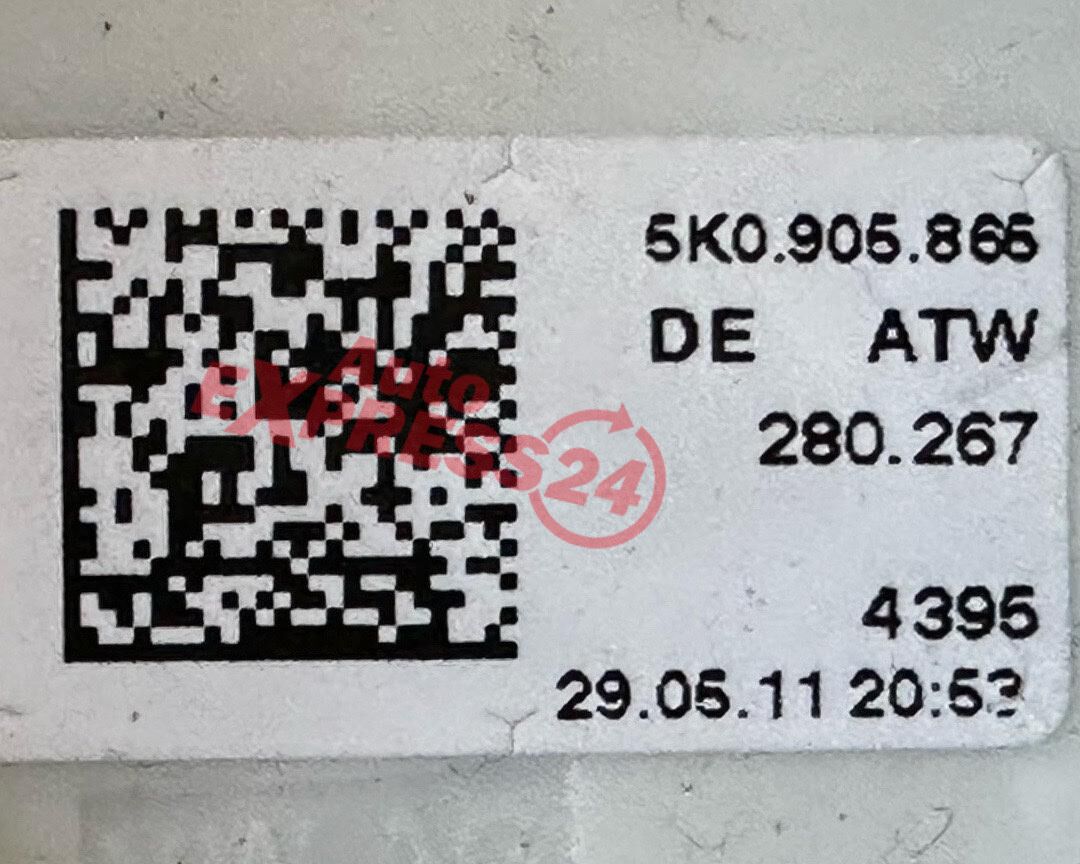 5K0.905.865
DE ATW
280.267
Auto
EXPRESS24
4395
29.05.11 20:53